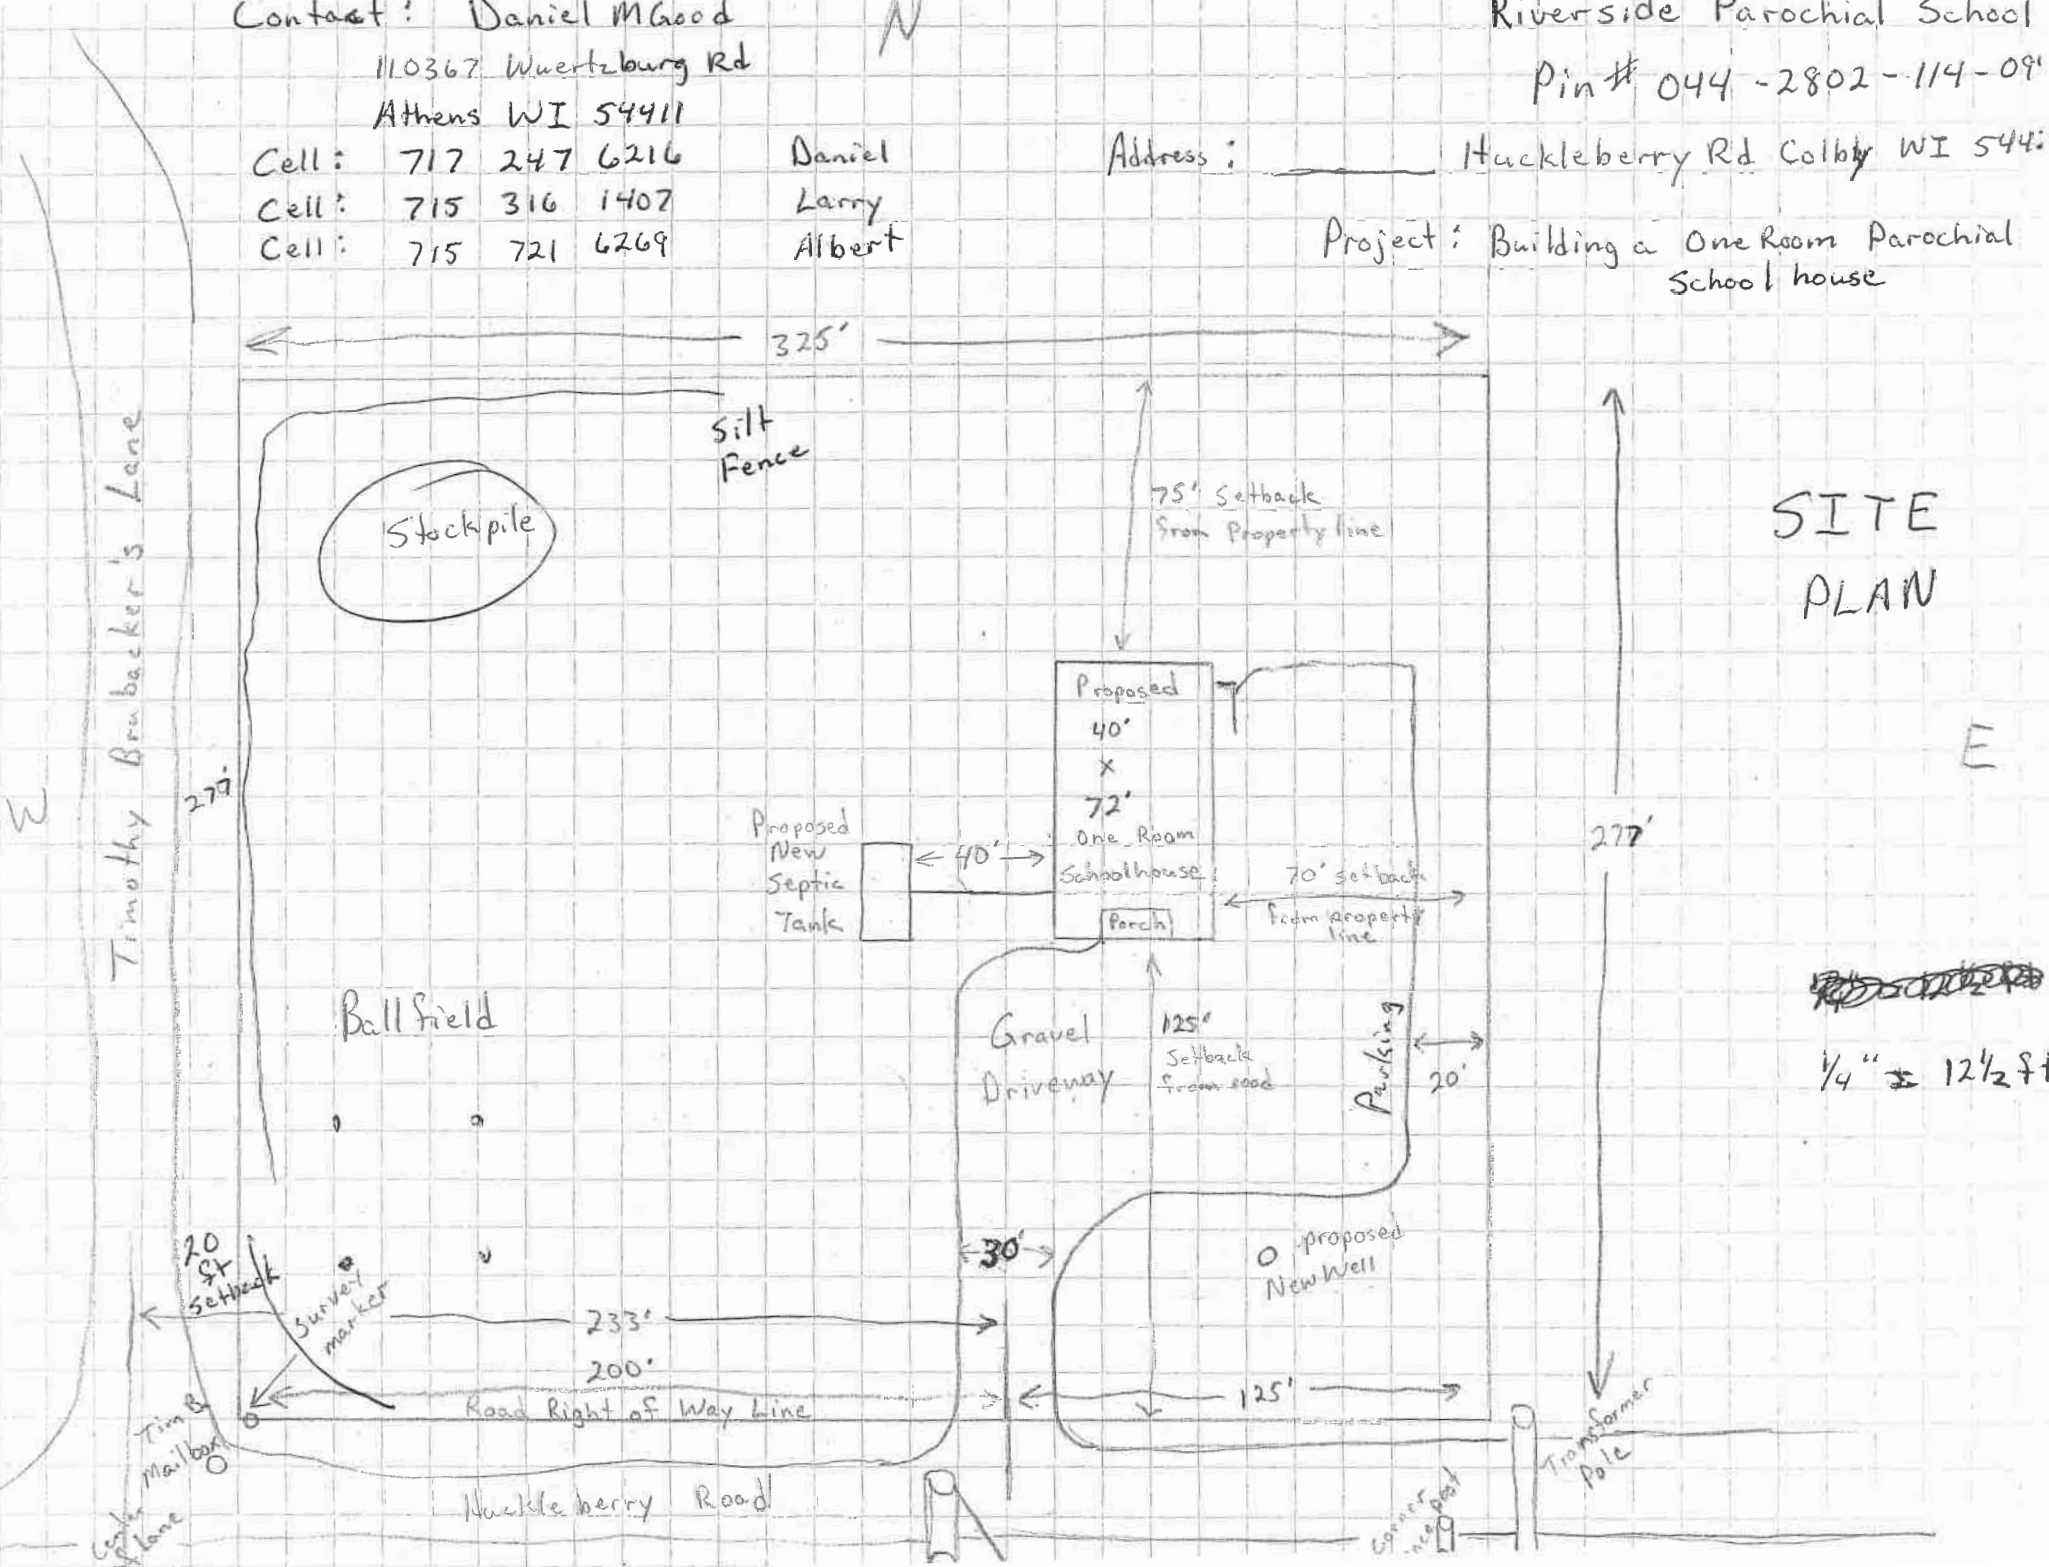 Contact: Daniel M Good
110367 Wuertzburg Rd
Athens WI 54411
Cell: 717 247 6216 Daniel
Cell: 715 316 1407 Larry
Cell: 715 721 6269 Albert
N
Riverside Parochial School
Pin# 044-2802-114-09
Address: ______ Huckleberry Rd Colby WI 544
Project: Building a One Room Parochial
School house
325'
Silt
Fence
Stockpile
75' Setback
from Property line
SITE
PLAN
Timothy Brubacker's Lane
W
E
279'
277'
Proposed
40'
x
72'
One Room
Schoolhouse
Porch
Proposed
New
Septic
Tank
40'
70' setback
from property
line
Ballfield
Gravel
Driveway
125'
Setback
from road
Parking
20'
1/4" = 12 1/2 ft
20
ft
setback
Survey
marker
30'
proposed
New Well
233'
200'
125'
Road Right of Way Line
Tim B
Mailbox
Center
of lane
Huckleberry Road
Corner
post
Transformer
Pole